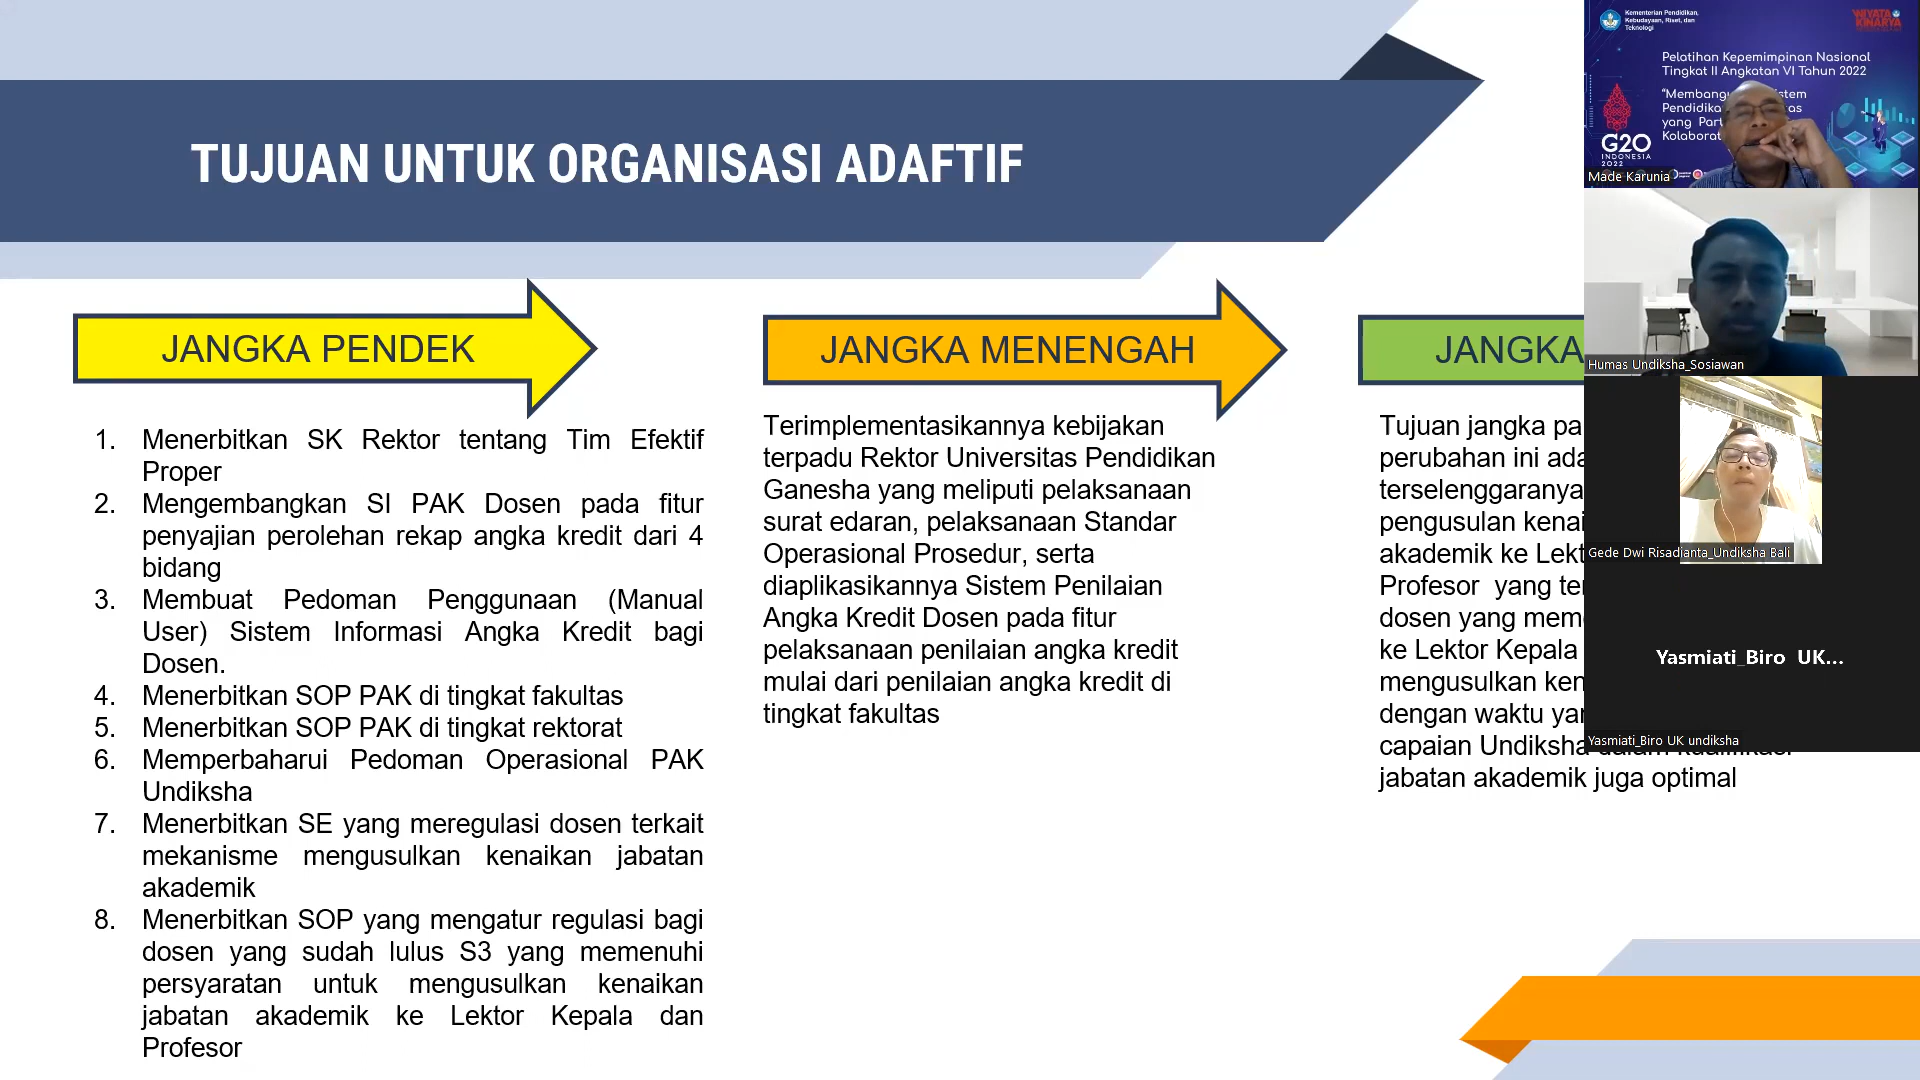 TUJUAN UNTUK ORGANISASI ADAFTIF
JANGKA PENDEK
1. Menerbitkan SK Rektor tentang Tim Efektif
Proper
2. Mengembangkan SI PAK Dosen pada fitur
penyajian perolehan rekap angka kredit dari 4
bidang
3. Membuat Pedoman Penggunaan (Manual
User) Sistem Informasi Angka Kredit bagi
Dosen.
4. Menerbitkan SOP PAK di tingkat fakultas
5. Menerbitkan SOP PAK di tingkat rektorat
6. Memperbaharui Pedoman Operasional PAK
Undiksha
7. Menerbitkan SE yang meregulasi dosen terkait
mekanisme mengusulkan kenaikan jabatan
akademik
8. Menerbitkan SOP yang mengatur regulasi bagi
dosen yang sudah lulus S3 yang memenuhi
persyaratan untuk mengusulkan kenaikan
jabatan akademik ke Lektor Kepala dan
Profesor
JANGKA MENENGAH
Terimplementasikannya kebijakan
terpadu Rektor Universitas Pendidikan
Ganesha yang meliputi pelaksanaan
surat edaran, pelaksanaan Standar
Operasional Prosedur, serta
diaplikasikannya Sistem Penilaian
Angka Kredit Dosen pada fitur
pelaksanaan penilaian angka kredit
mulai dari penilaian angka kredit di
tingkat fakultas
JANGKA
Tujuan jangka
perubahan ini
terselenggaranya
pengusulan
akademik ke
Profesor yang
dosen yang
ke Lektor Kepala
mengusulkan
dengan waktu
capaian Undiksha
jabatan akademik juga optimal
Kementerian Pendidikan,
Kebudayaan, Riset, dan
Teknologi
WIYATA
KINARYA
Pelatihan Kepemimpinan Nasional
Tingkat II Angkatan VI Tahun 2022
yang
G20
INDONESIA
2022
Made Karunia
Humas Undiksha_Sosiawan
Gede Dwi Risadianta_Undiksha Bali
Yasmiati_Biro UK...
Yasmiati_Biro UK undiksha